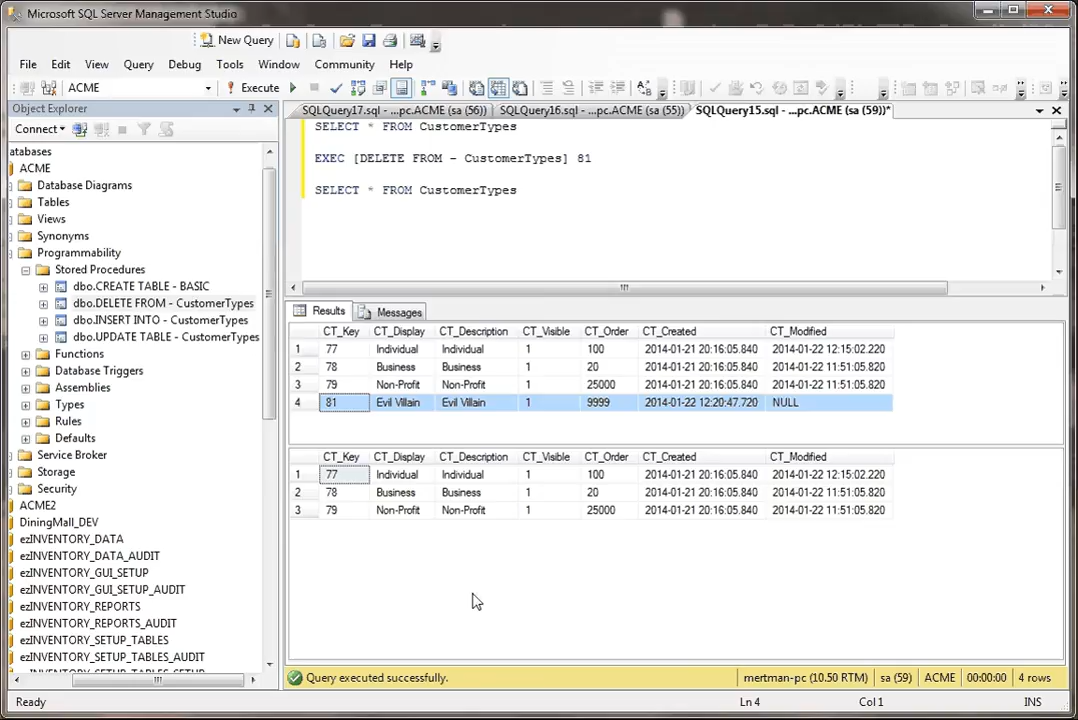 Microsoft SQL Server Management Studio
New Query
File Edit View Query Debug Tools Window Community Help
ACME Execute
Object Explorer
SQLQuery17.sql - ...pc.ACME (sa (56)) SQLQuery16.sql - ...pc.ACME (sa (55)) SQLQuery15.sql - ...pc.ACME (sa (59))*
Connect
SELECT * FROM CustomerTypes
EXEC [DELETE FROM - CustomerTypes] 81
SELECT * FROM CustomerTypes
atabases
ACME
Database Diagrams
Tables
Views
Synonyms
Programmability
Stored Procedures
dbo.CREATE TABLE - BASIC
dbo.DELETE FROM - CustomerTypes
dbo.INSERT INTO - CustomerTypes
dbo.UPDATE TABLE - CustomerTypes
Functions
Database Triggers
Assemblies
Types
Rules
Defaults
Service Broker
Storage
Security
ACME2
DiningMall_DEV
ezINVENTORY_DATA
ezINVENTORY_DATA_AUDIT
ezINVENTORY_GUI_SETUP
ezINVENTORY_GUI_SETUP_AUDIT
ezINVENTORY_REPORTS
ezINVENTORY_REPORTS_AUDIT
ezINVENTORY_SETUP_TABLES
ezINVENTORY_SETUP_TABLES_AUDIT
Results Messages
CT_Key CT_Display CT_Description CT_Visible CT_Order CT_Created CT_Modified
1 77 Individual Individual 1 100 2014-01-21 20:16:05.840 2014-01-22 12:15:02.220
2 78 Business Business 1 20 2014-01-21 20:16:05.840 2014-01-22 11:51:05.820
3 79 Non-Profit Non-Profit 1 25000 2014-01-21 20:16:05.840 2014-01-22 11:51:05.820
4 81 Evil Villain Evil Villain 1 9999 2014-01-22 12:20:47.720 NULL
CT_Key CT_Display CT_Description CT_Visible CT_Order CT_Created CT_Modified
1 77 Individual Individual 1 100 2014-01-21 20:16:05.840 2014-01-22 12:15:02.220
2 78 Business Business 1 20 2014-01-21 20:16:05.840 2014-01-22 11:51:05.820
3 79 Non-Profit Non-Profit 1 25000 2014-01-21 20:16:05.840 2014-01-22 11:51:05.820
Query executed successfully. mertman-pc (10.50 RTM) sa (59) ACME 00:00:00 4 rows
Ready Ln 4 Col 1 INS